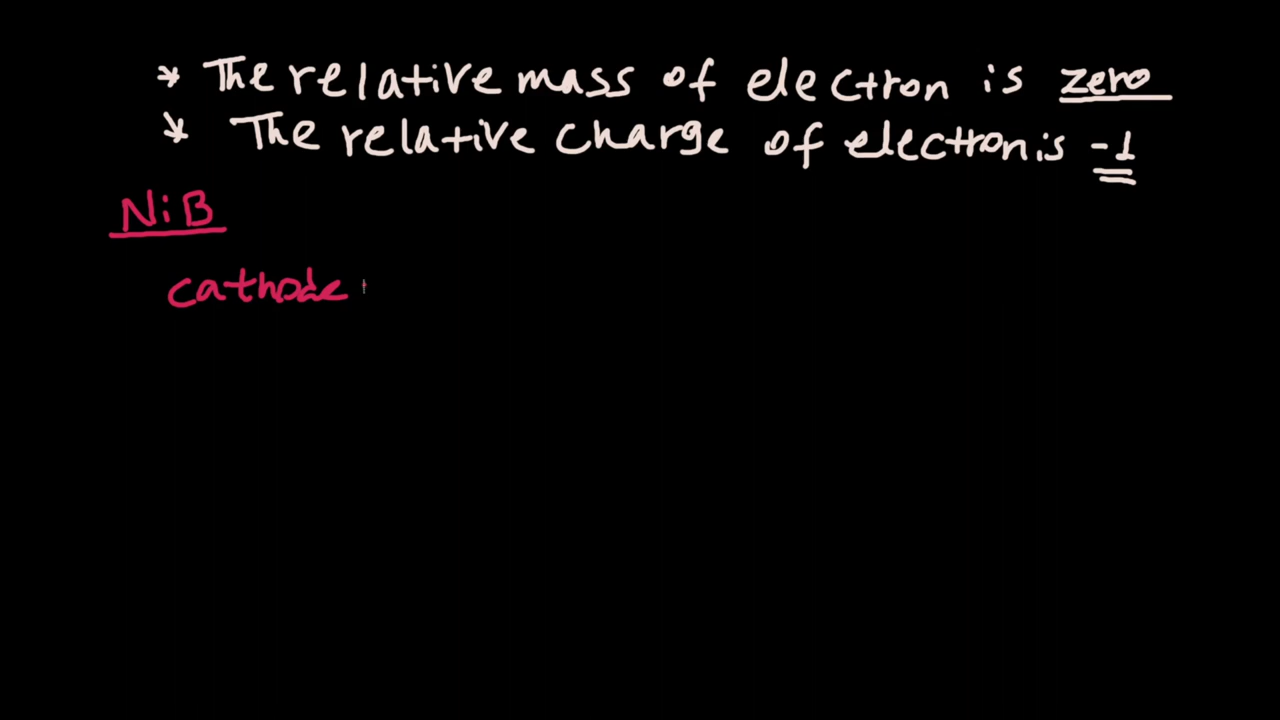 * The relative mass of electron is zero
* The relative charge of electron is -1
NiB
cathode